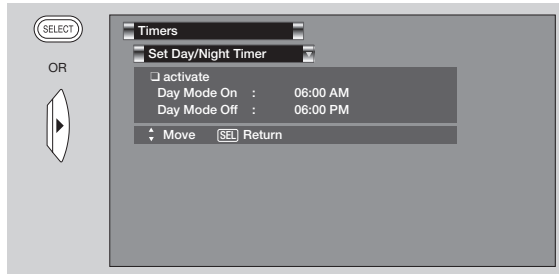 SELECT
OR
Timers
Set Day/Night Timer
❏ activate
Day Mode On : 06:00 AM
Day Mode Off : 06:00 PM
Move SEL Return